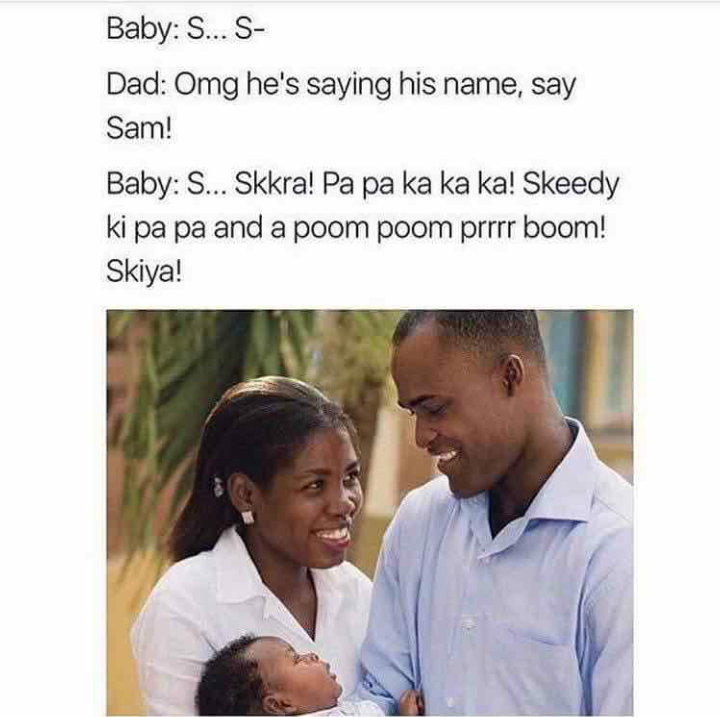 Baby: S... S-
Dad: Omg he's saying his name, say
Sam!
Baby: S... Skkra! Pa pa ka ka ka! Skeedy
ki pa pa and a poom poom prrrr boom!
Skiya!